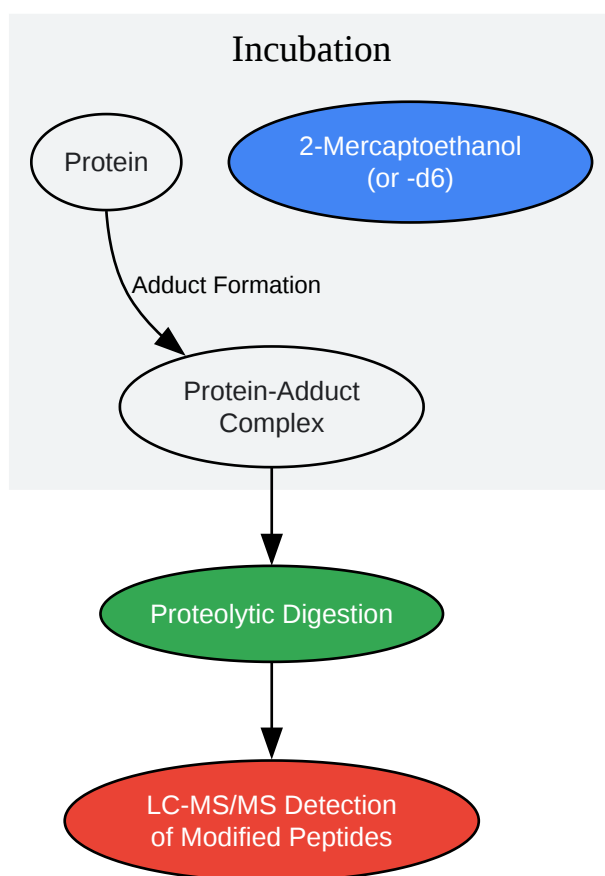 Incubation
Protein
2-Mercaptoethanol
(or -d6)
Adduct Formation
Protein-Adduct
Complex
Proteolytic Digestion
LC-MS/MS Detection
of Modified Peptides